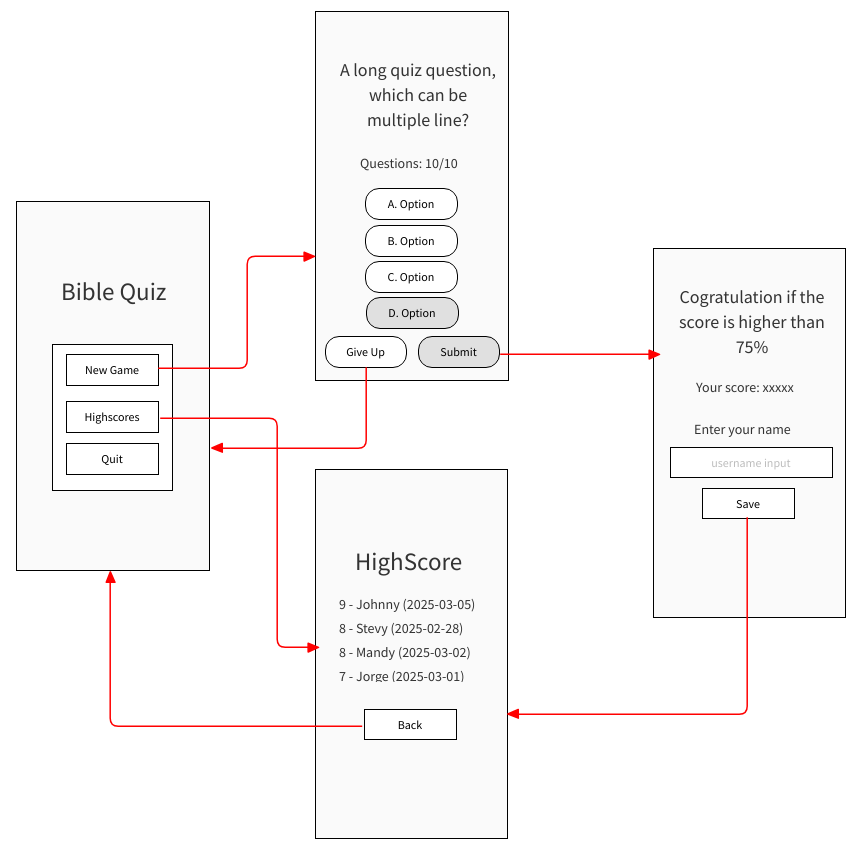 A long quiz question,
which can be
multiple line?
Questions: 10/10
A. Option
B. Option
C. Option
D. Option
Give Up
Submit
Bible Quiz
New Game
Highscores
Quit
Cogratulation if the
score is higher than
75%
Your score: xxxxx
Enter your name
username input
Save
HighScore
9 - Johnny (2025-03-05)
8 - Stevy (2025-02-28)
8 - Mandy (2025-03-02)
7 - Jorge (2025-03-01)
Back